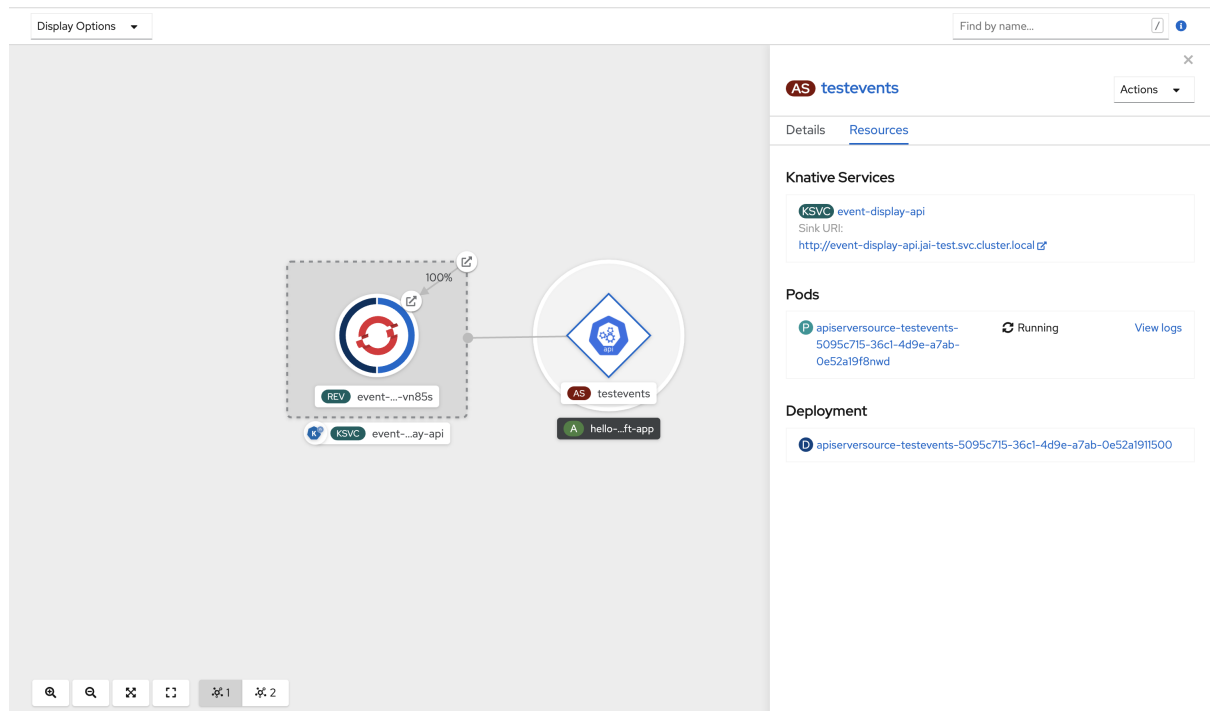 Display Options
Find by name...
/
AS testevents
Actions
Details Resources
Knative Services
KSVC event-display-api
Sink URI:
http://event-display-api.jai-test.svc.cluster.local
Pods
P apiserversource-testevents-
5095c715-36c1-4d9e-a7ab-
0e52a19f8nwd
Running
View logs
Deployment
D apiserversource-testevents-5095c715-36c1-4d9e-a7ab-0e52a1911500
100%
REV event-...-vn85s
K KSVC event-...ay-api
api
AS testevents
A hello-...ft-app
1
2